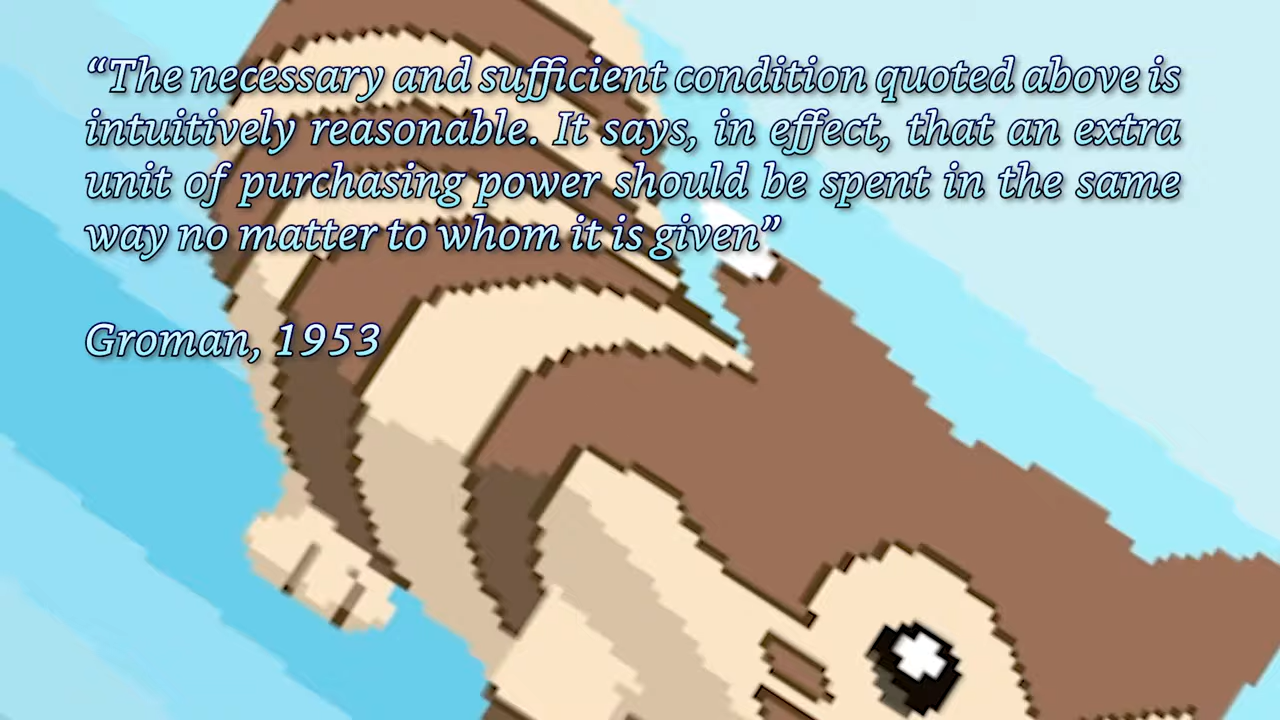 “The necessary and sufficient condition quoted above is
intuitively reasonable. It says, in effect, that an extra
unit of purchasing power should be spent in the same
way no matter to whom it is given”
Groman, 1953